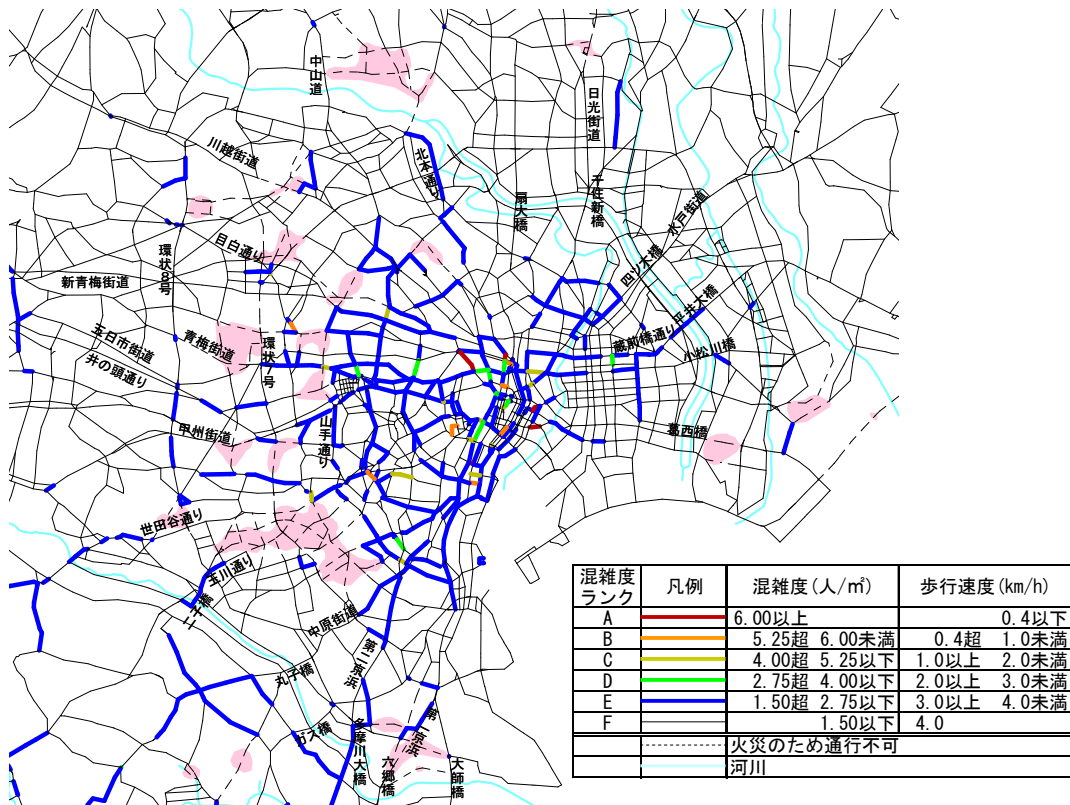 中山道
日光街道
川越街道
北本通り
千住新橋
扇大橋
水戸街道
目白通り
環状8号
四ツ木橋
新青梅街道
平井大橋
五日市街道
青梅街道
環状7号
蔵前橋通り
小松川橋
井の頭通り
甲州街道
山手通り
葛西橋
世田谷通り
玉川通り
二子橋
中原街道
第二京浜
丸子橋
ガス橋
多摩川大橋
第一京浜
六郷橋
大師橋
混雑度ランク 凡例 混雑度(人/㎡) 歩行速度(km/h)
A 6.00以上 0.4以下
B 5.25超 6.00未満 0.4超 1.0未満
C 4.00超 5.25以下 1.0以上 2.0未満
D 2.75超 4.00以下 2.0以上 3.0未満
E 1.50超 2.75以下 3.0以上 4.0未満
F 1.50以下 4.0
火災のため通行不可
河川